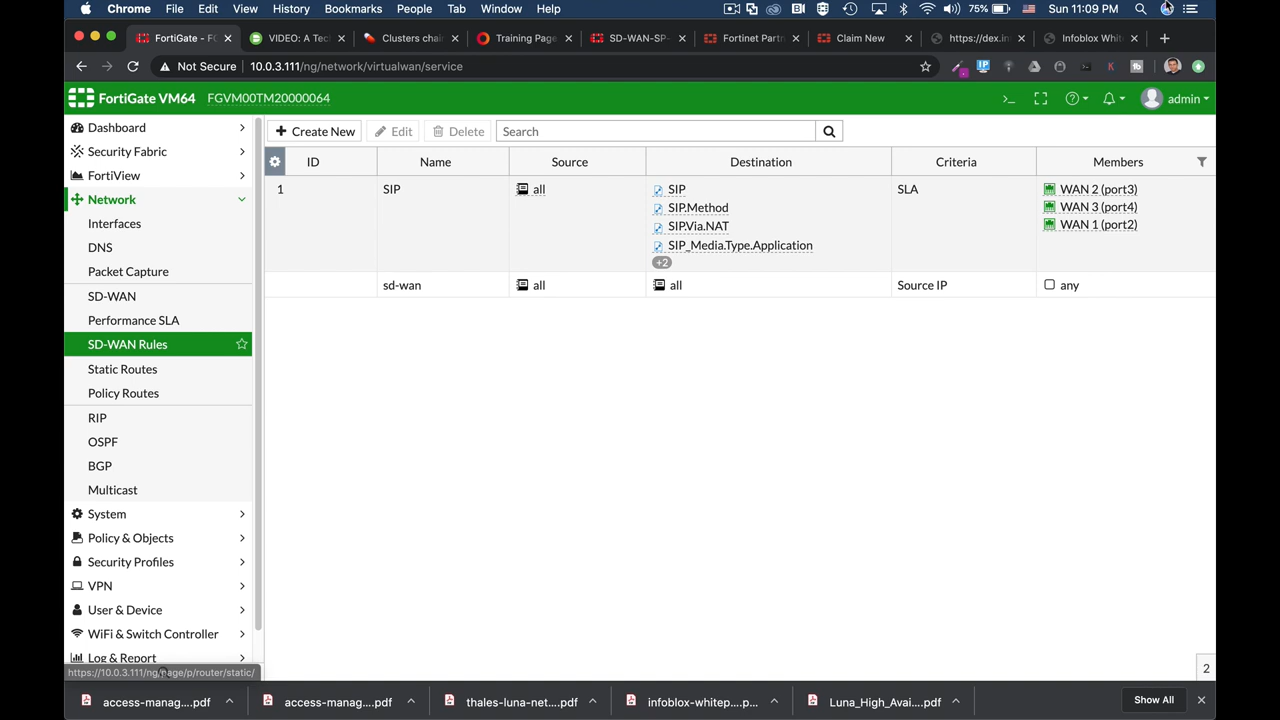 Chrome File Edit View History Bookmarks People Tab Window Help 75% Sun 11:09 PM
FortiGate - FG VIDEO: A Tec Clusters chai Training Page SD-WAN-SP- Fortinet Partn Claim New https://dex.in Infoblox Whit
Not Secure 10.0.3.111/ng/network/virtualwan/service
FortiGate VM64 FGVM00TM20000064 admin
Dashboard
Security Fabric
FortiView
Network
Interfaces
DNS
Packet Capture
SD-WAN
Performance SLA
SD-WAN Rules
Static Routes
Policy Routes
RIP
OSPF
BGP
Multicast
System
Policy & Objects
Security Profiles
VPN
User & Device
WiFi & Switch Controller
Log & Report
Create New Edit Delete Search
ID Name Source Destination Criteria Members
1 SIP all SIP SLA WAN 2 (port3)
SIP.Method WAN 3 (port4)
SIP.Via.NAT WAN 1 (port2)
SIP_Media.Type.Application
+2
sd-wan all all Source IP any
2
https://10.0.3.111/ng/page/p/router/static/
access-manag....pdf access-manag....pdf thales-luna-net....pdf infoblox-whitep....p... Luna_High_Avai....pdf Show All